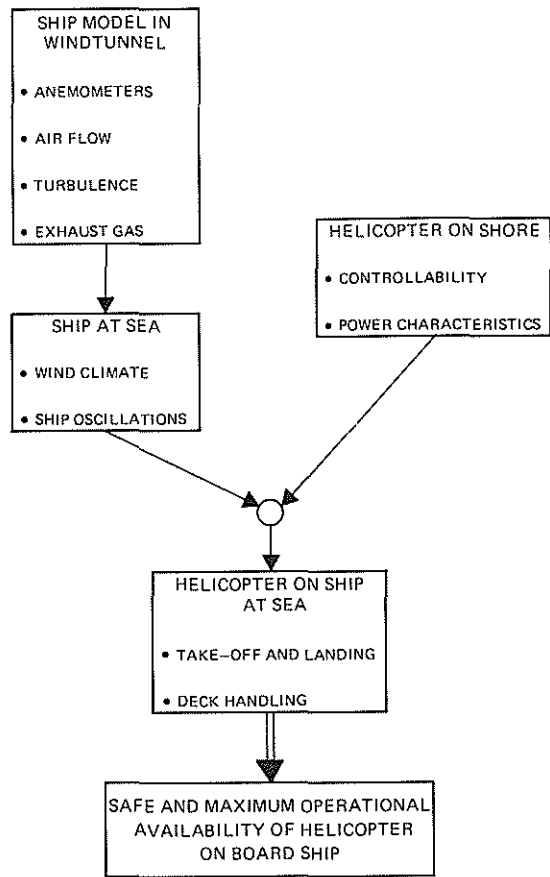 SHIP MODEL IN
WINDTUNNEL
• ANEMOMETERS
• AIR FLOW
• TURBULENCE
• EXHAUST GAS
HELICOPTER ON SHORE
• CONTROLLABILITY
• POWER CHARACTERISTICS
SHIP AT SEA
• WIND CLIMATE
• SHIP OSCILLATIONS
HELICOPTER ON SHIP
AT SEA
• TAKE-OFF AND LANDING
• DECK HANDLING
SAFE AND MAXIMUM OPERATIONAL
AVAILABILITY OF HELICOPTER
ON BOARD SHIP